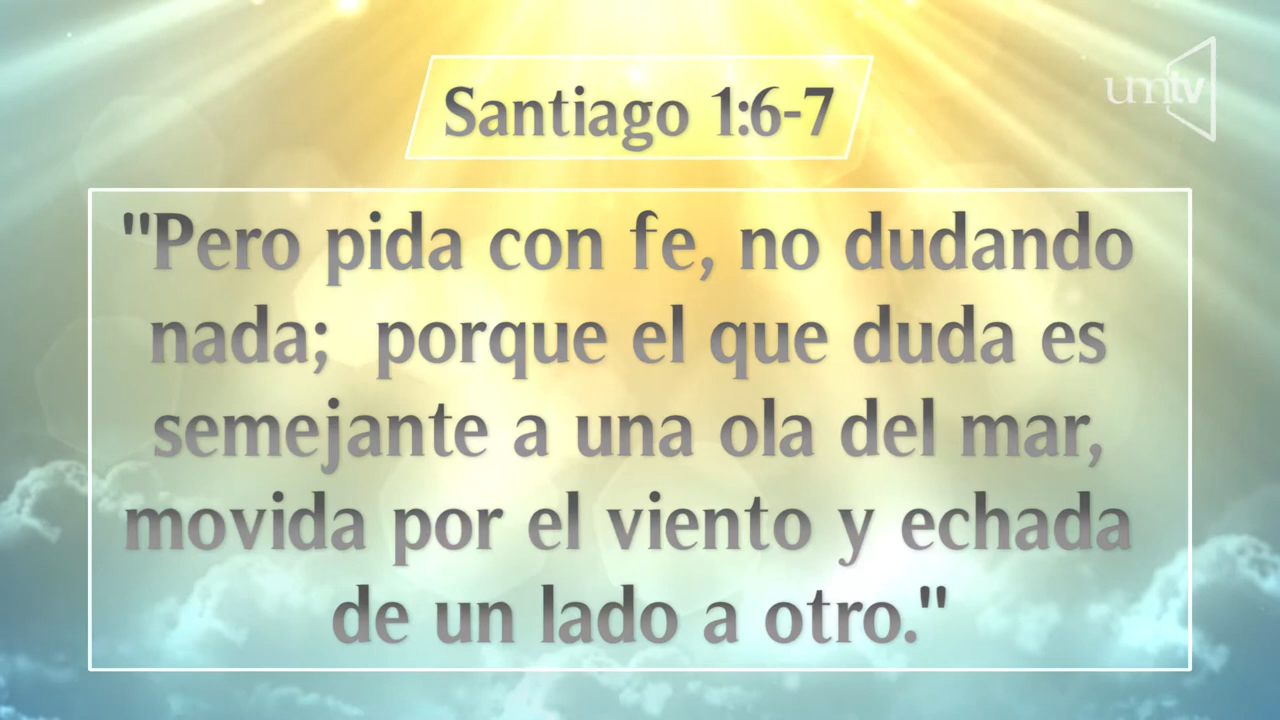 Santiago 1:6-7
umtv
"Pero pida con fe, no dudando
nada;  porque el que duda es
semejante a una ola del mar,
movida por el viento y echada
de un lado a otro."